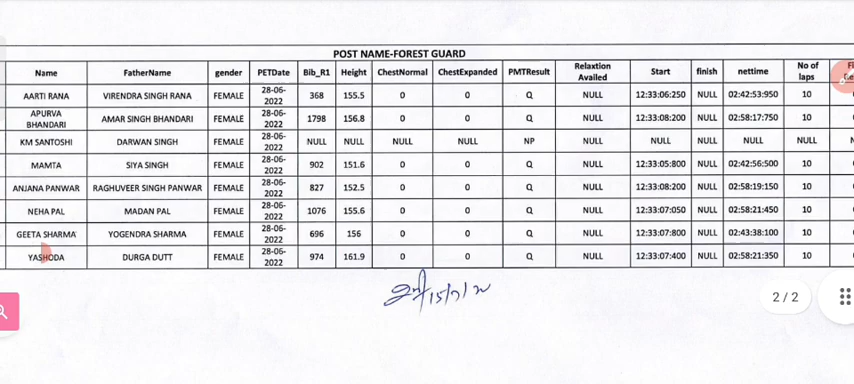 POST NAME-FOREST GUARD
Name FatherName gender PETDate Bib_R1 Height ChestNormal ChestExpanded PMTResult Relaxtion Availed Start finish nettime No of laps
AARTI RANA VIRENDRA SINGH RANA FEMALE 28-06-2022 368 155.5 0 0 Q NULL 12:33:06:250 NULL 02:42:53:950 10
APURVA BHANDARI AMAR SINGH BHANDARI FEMALE 28-06-2022 1798 156.8 0 0 Q NULL 12:33:08:200 NULL 02:58:17:750 10
KM SANTOSHI DARWAN SINGH FEMALE 28-06-2022 NULL NULL NULL NULL NP NULL NULL NULL NULL NULL
MAMTA SIYA SINGH FEMALE 28-06-2022 902 151.6 0 0 Q NULL 12:33:05:800 NULL 02:42:56:500 10
ANJANA PANWAR RAGHUVEER SINGH PANWAR FEMALE 28-06-2022 827 152.5 0 0 Q NULL 12:33:08:200 NULL 02:58:19:150 10
NEHA PAL MADAN PAL FEMALE 28-06-2022 1076 155.6 0 0 Q NULL 12:33:07:050 NULL 02:58:21:450 10
GEETA SHARMA YOGENDRA SHARMA FEMALE 28-06-2022 696 156 0 0 Q NULL 12:33:07:800 NULL 02:43:38:100 10
YASHODA DURGA DUTT FEMALE 28-06-2022 974 161.9 0 0 Q NULL 12:33:07:400 NULL 02:58:21:350 10
2 / 2